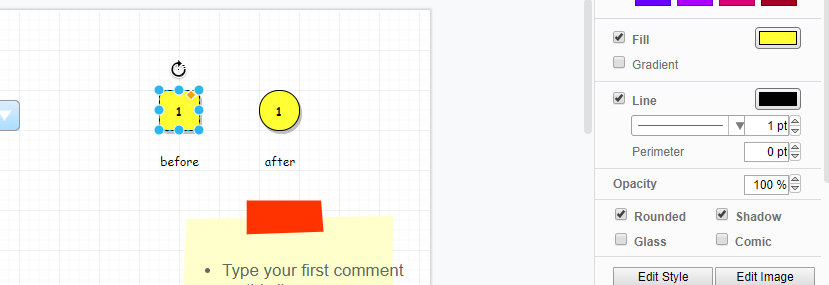 Fill
Gradient
Line
1 pt
Perimeter
0 pt
Opacity
100 %
Rounded
Shadow
Glass
Comic
Edit Style
Edit Image
1
1
before
after
Type your first comment